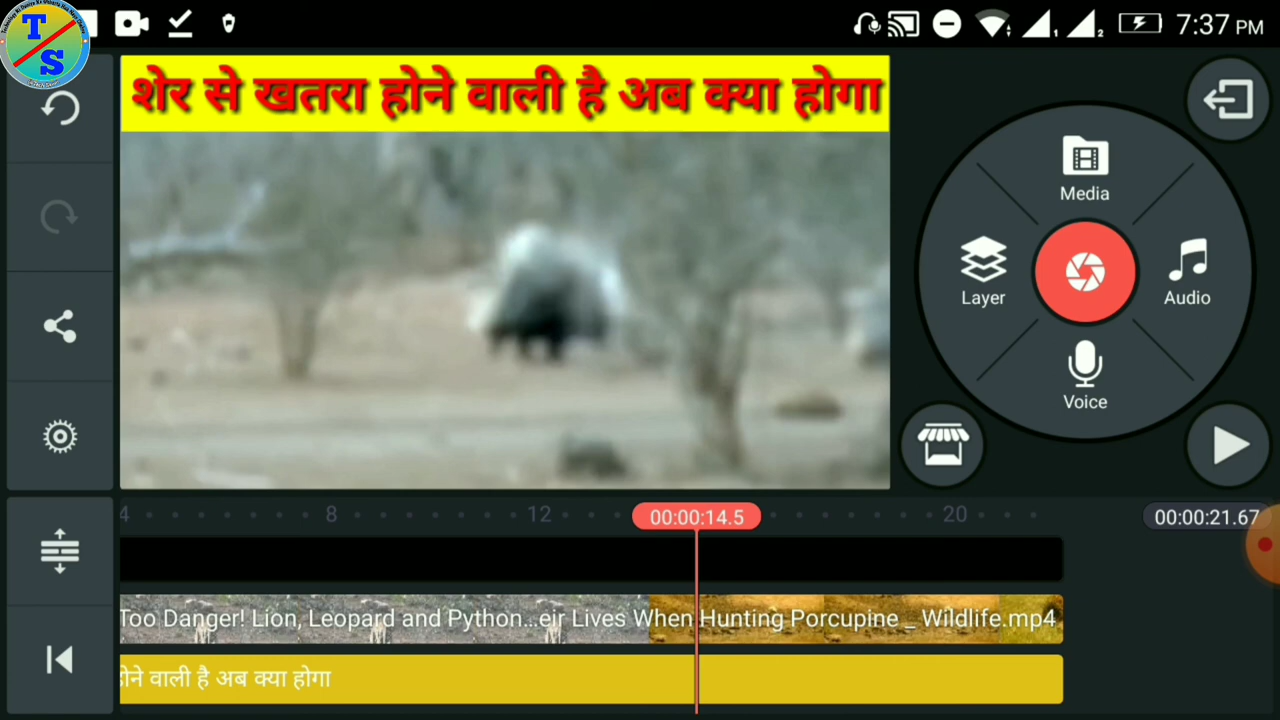 T
S
7:37 PM
शेर से खतरा होने वाली है अब क्या होगा
Media
Layer
Audio
Voice
4
8
12
00:00:14.5
20
00:00:21.67
Too Danger! Lion, Leopard and Python...eir Lives When Hunting Porcupine _ Wildlife.mp4
होने वाली है अब क्या होगा